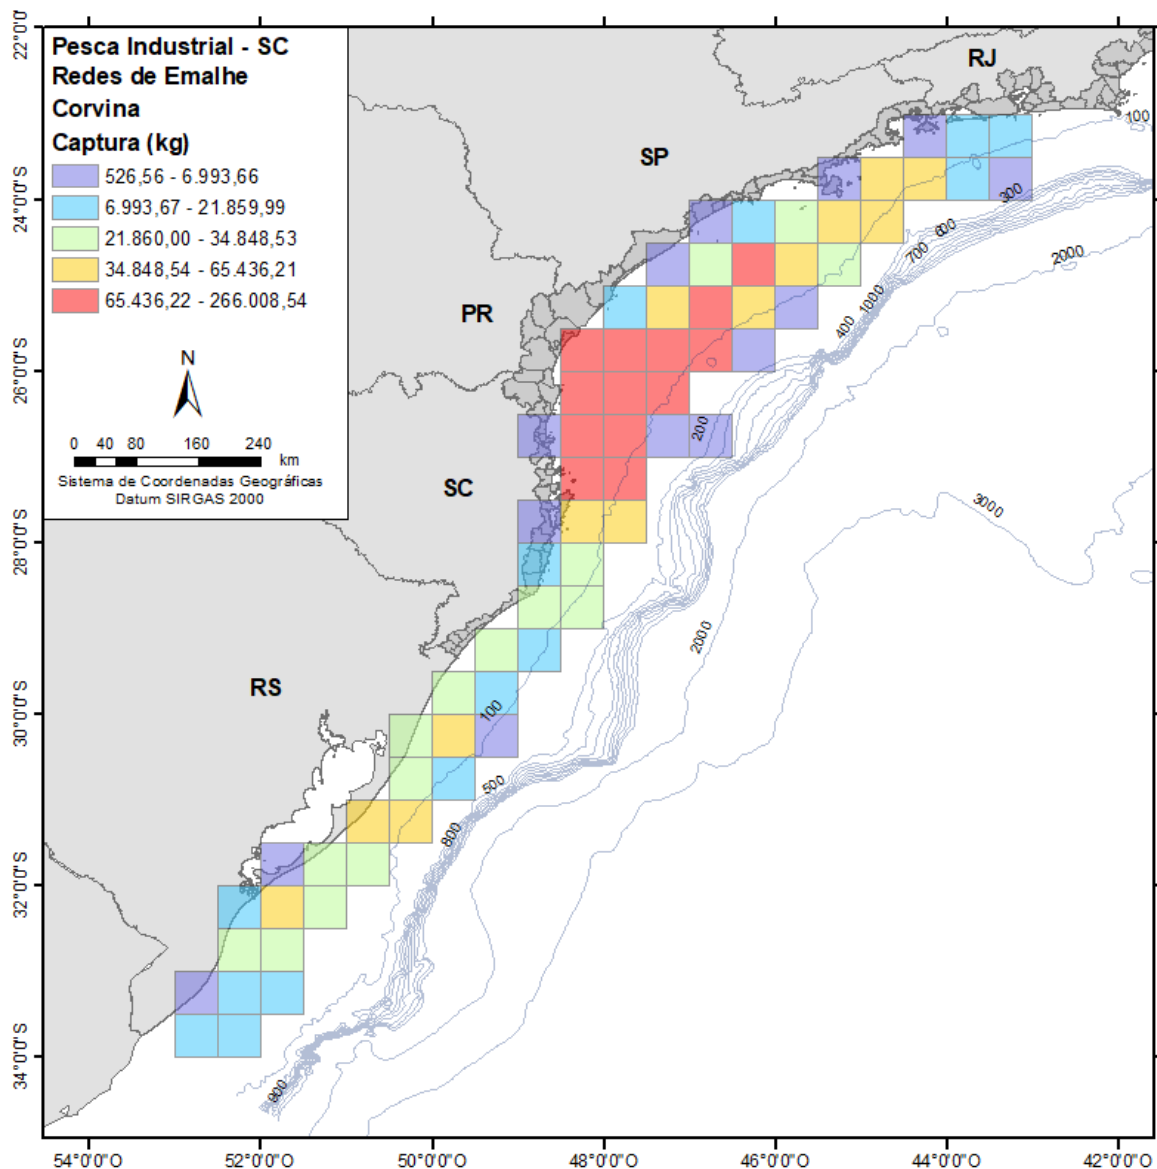 Pesca Industrial - SC
Redes de Emalhe
Corvina
Captura (kg)
526,56 - 6.993,66
6.993,67 - 21.859,99
21.860,00 - 34.848,53
34.848,54 - 65.436,21
65.436,22 - 266.008,54
N
0 40 80 160 240
km
Sistema de Coordenadas Geográficas
Datum SIRGAS 2000
RJ
SP
PR
SC
RS
100
300
600
700
2000
1000
400
200
3000
2000
100
500
800
900
22°0'0"
24°0'0"S
26°0'0"S
28°0'0"S
30°0'0"S
32°0'0"S
34°0'0"S
54°0'0"O
52°0'0"O
50°0'0"O
48°0'0"O
46°0'0"O
44°0'0"O
42°0'0"O